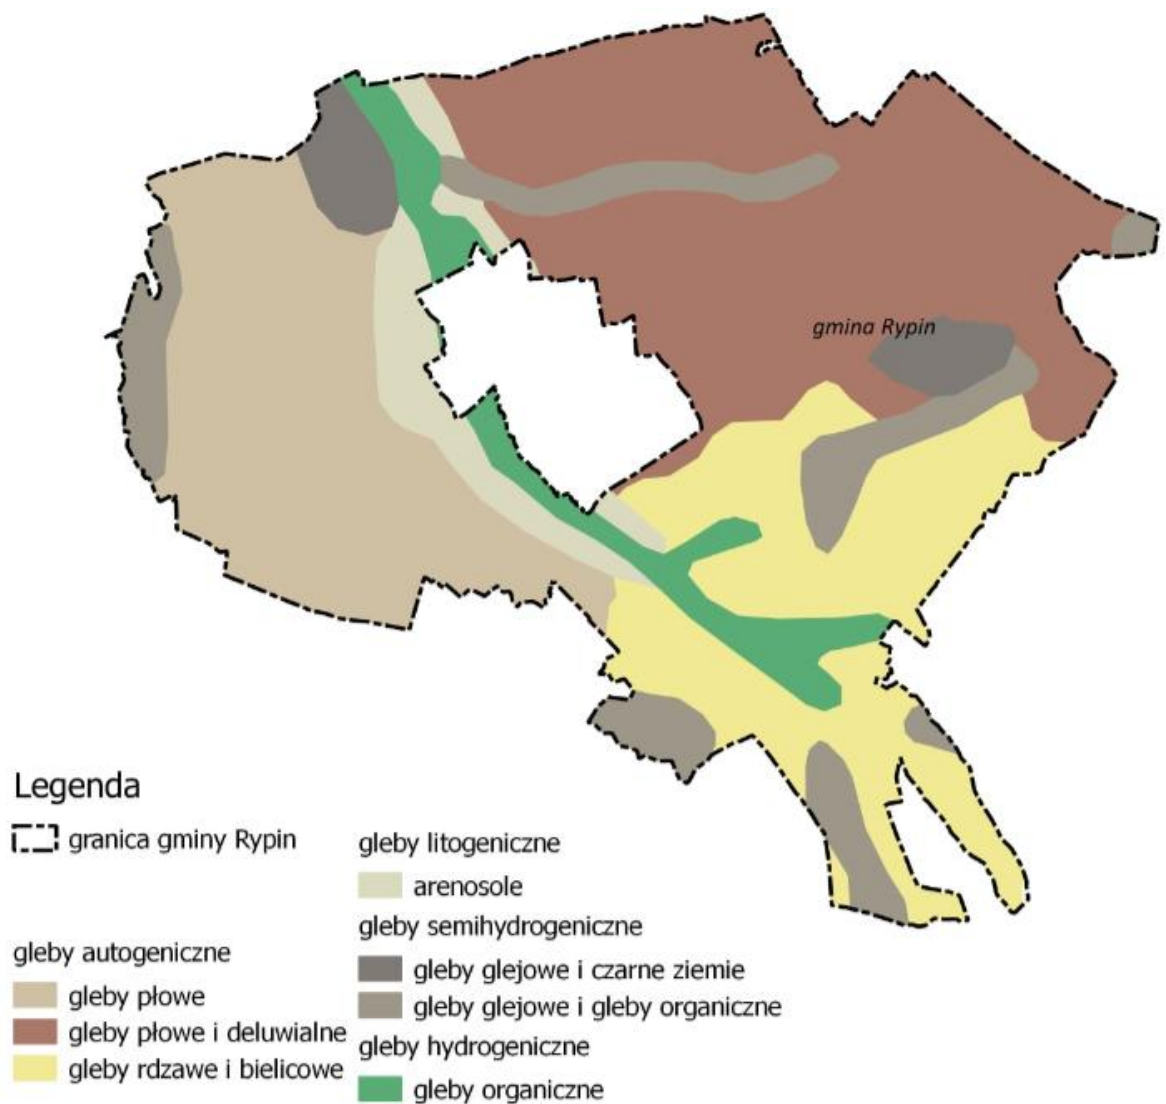 gmina Rypin
Legenda
granica gminy Rypin
gleby autogeniczne
gleby płowe
gleby płowe i deluwialne
gleby rdzawe i bielicowe
gleby litogeniczne
arenosole
gleby semihydrogeniczne
gleby glejowe i czarne ziemie
gleby glejowe i gleby organiczne
gleby hydrogeniczne
gleby organiczne